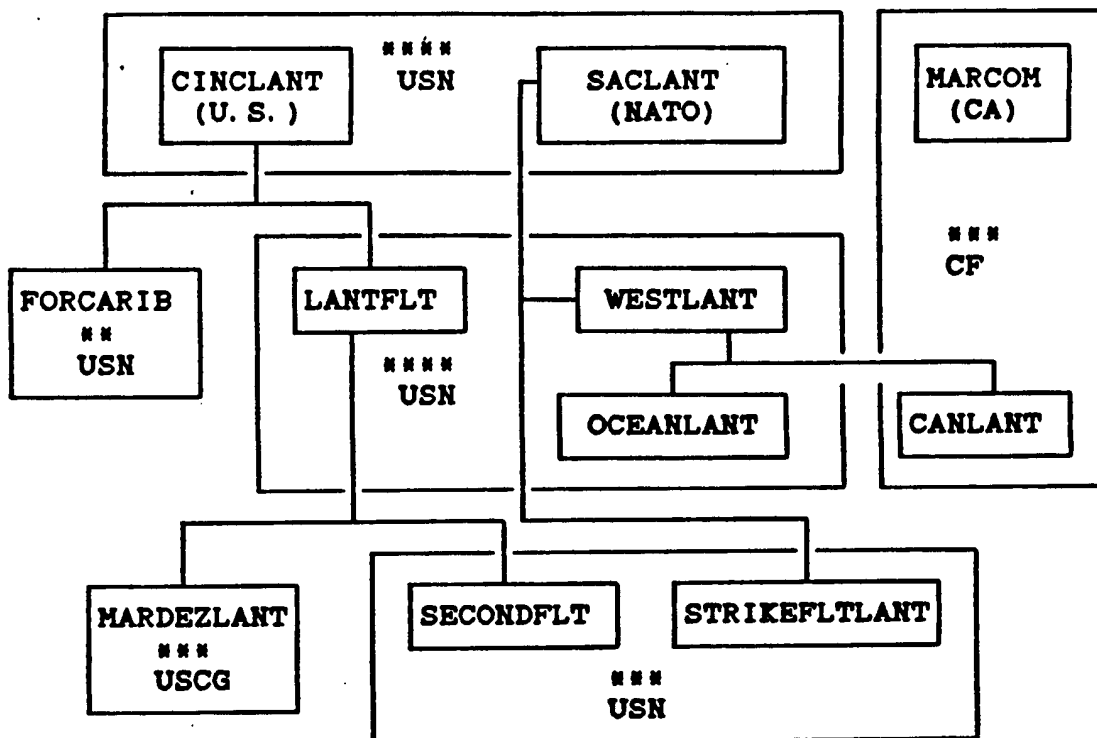 CINCLANT
(U.S.)
****
USN
SACLANT
(NATO)
MARCOM
(CA)
***
CF
FORCARIB
**
USN
LANTFLT
****
USN
WESTLANT
OCEANLANT
CANLANT
MARDEZLANT
***
USCG
SECONDFLT
STRIKEFLTLANT
***
USN